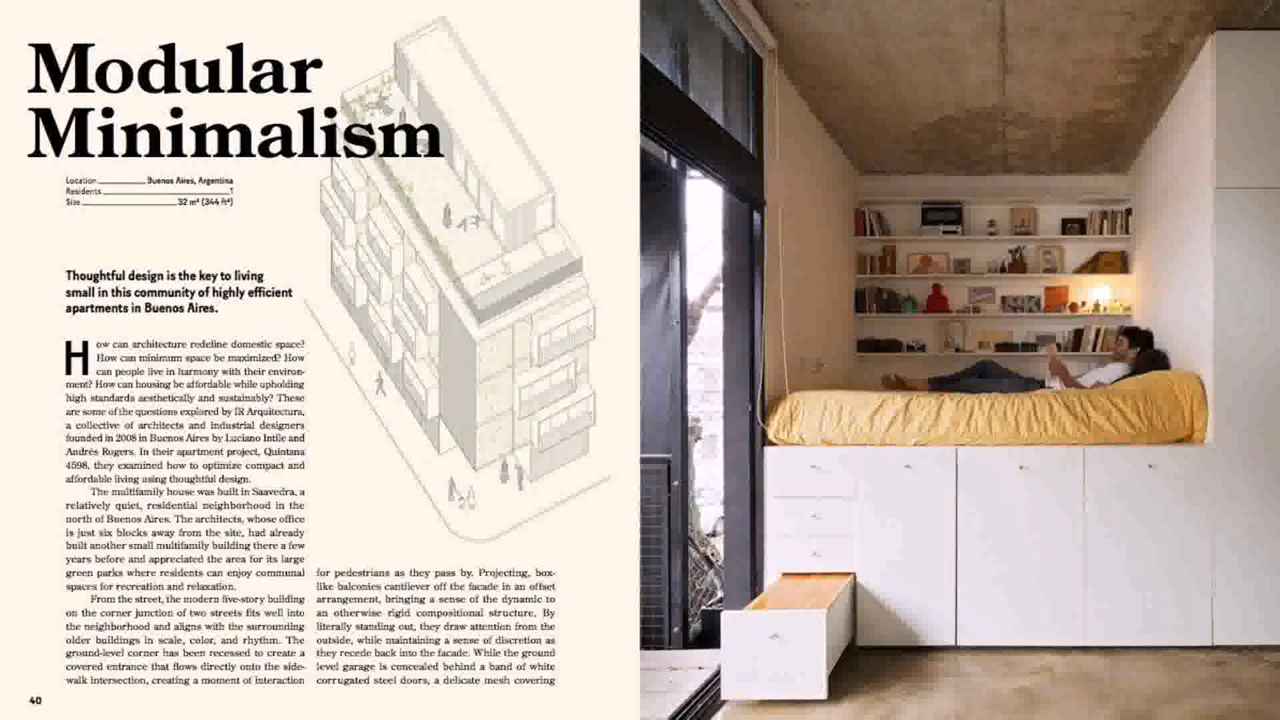 Modular
Minimalism
Location Buenos Aires, Argentina
Residents 1
Size 32 m² (344 ft²)
Thoughtful design is the key to living
small in this community of highly efficient
apartments in Buenos Aires.
How can architecture redefine domestic space?
How can minimum space be maximized? How
can people live in harmony with their environ-
ment? How can housing be affordable while upholding
high standards aesthetically and sustainably? These
are some of the questions explored by IR Arquitectura,
a collective of architects and industrial designers
founded in 2008 in Buenos Aires by Luciano Intile and
Andrés Rogers. In their apartment project, Quintana
4598, they examined how to optimize compact and
affordable living using thoughtful design.
The multifamily house was built in Saavedra, a
relatively quiet, residential neighborhood in the
north of Buenos Aires. The architects, whose office
is just six blocks away from the site, had already
built another small multifamily building there a few
years before and appreciated the area for its large
green parks where residents can enjoy communal
spaces for recreation and relaxation.
From the street, the modern five-story building
on the corner junction of two streets fits well into
the neighborhood and aligns with the surrounding
older buildings in scale, color, and rhythm. The
ground-level corner has been recessed to create a
covered entrance that flows directly onto the side-
walk intersection, creating a moment of interaction
for pedestrians as they pass by. Projecting, box-
like balconies cantilever off the facade in an offset
arrangement, bringing a sense of the dynamic to
an otherwise rigid compositional structure. By
literally standing out, they draw attention from the
outside, while maintaining a sense of discretion as
they recede back into the facade. While the ground
level garage is concealed behind a band of white
corrugated steel doors, a delicate mesh covering
40